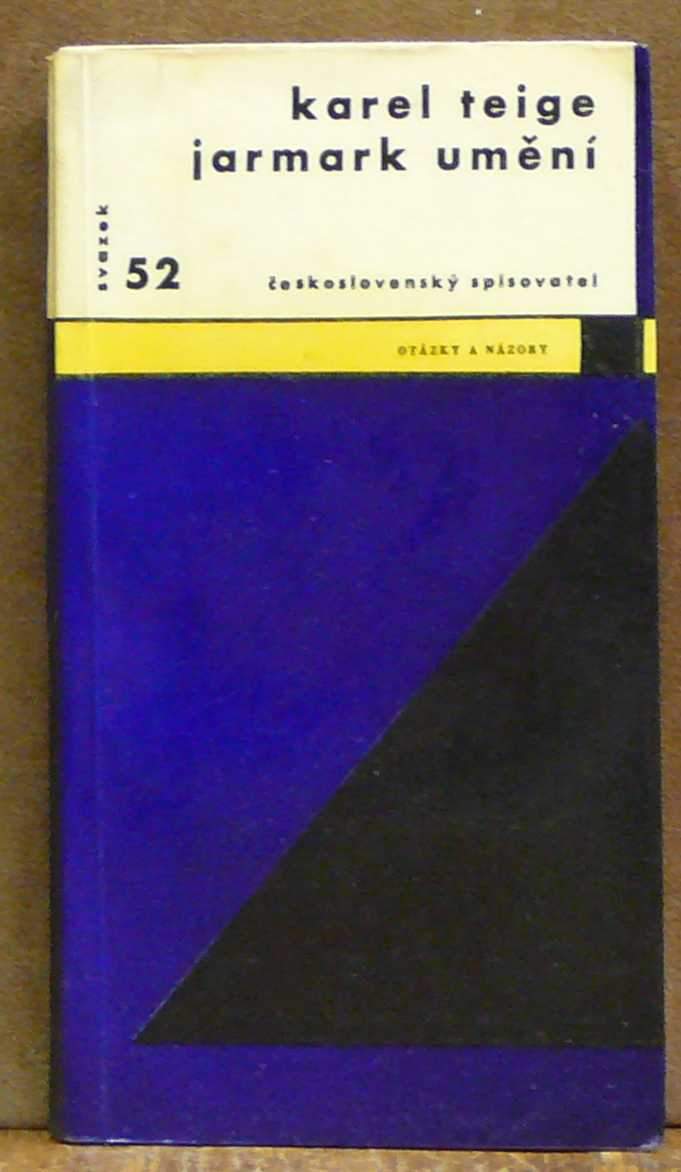 karel teige
jarmark umění
svazek
52
československý spisovatel
OTÁZKY A NÁZORY